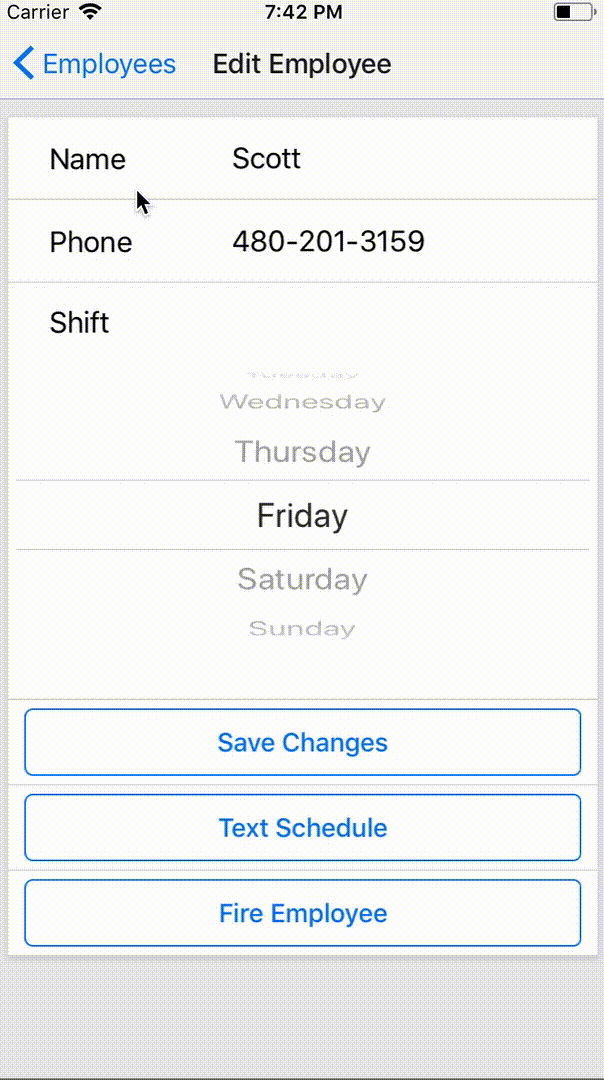 Carrier 7:42 PM
Employees Edit Employee
Name Scott
Phone 480-201-3159
Shift
Wednesday
Thursday
Friday
Saturday
Sunday
Save Changes
Text Schedule
Fire Employee